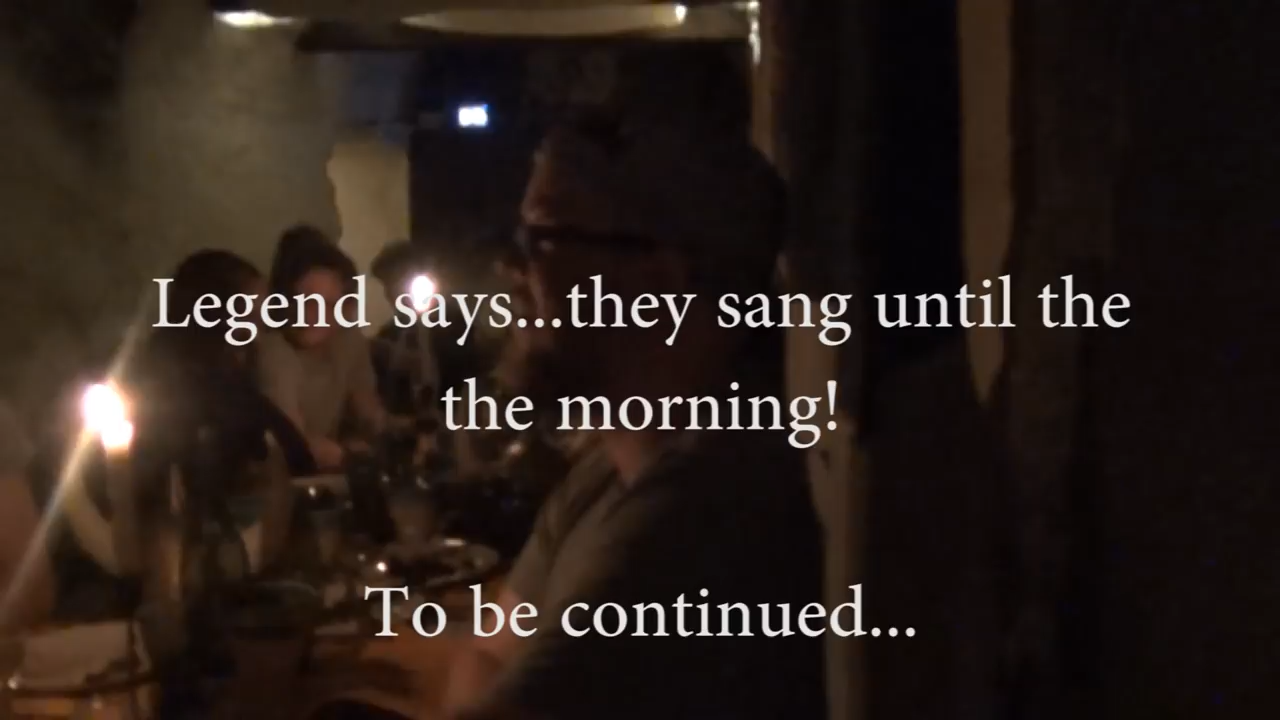 Legend says...they sang until the
the morning!
To be continued...